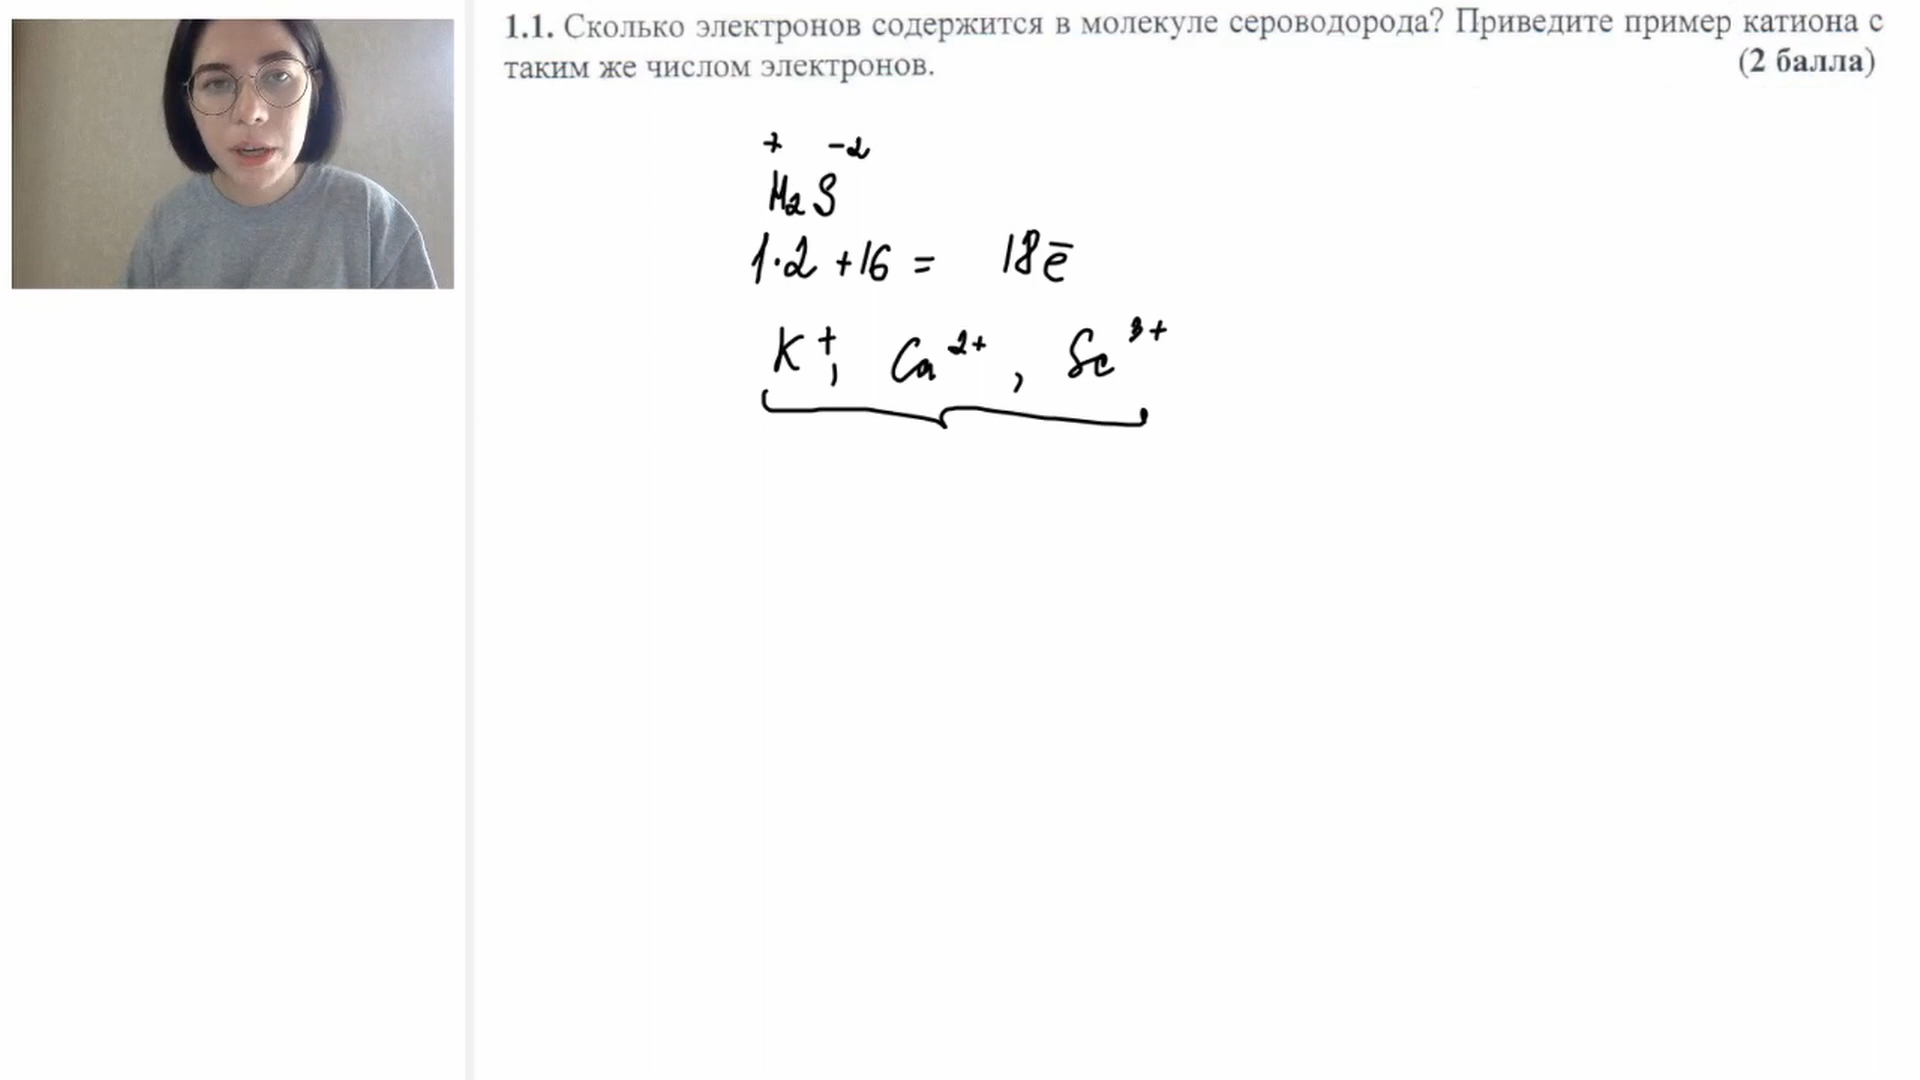 1.1. Сколько электронов содержится в молекуле сероводорода? Приведите пример катиона с
таким же числом электронов. (2 балла)
+ -2
H₂S
1·2 +16 = 18ē
K⁺, Ca²⁺, Sc³⁺